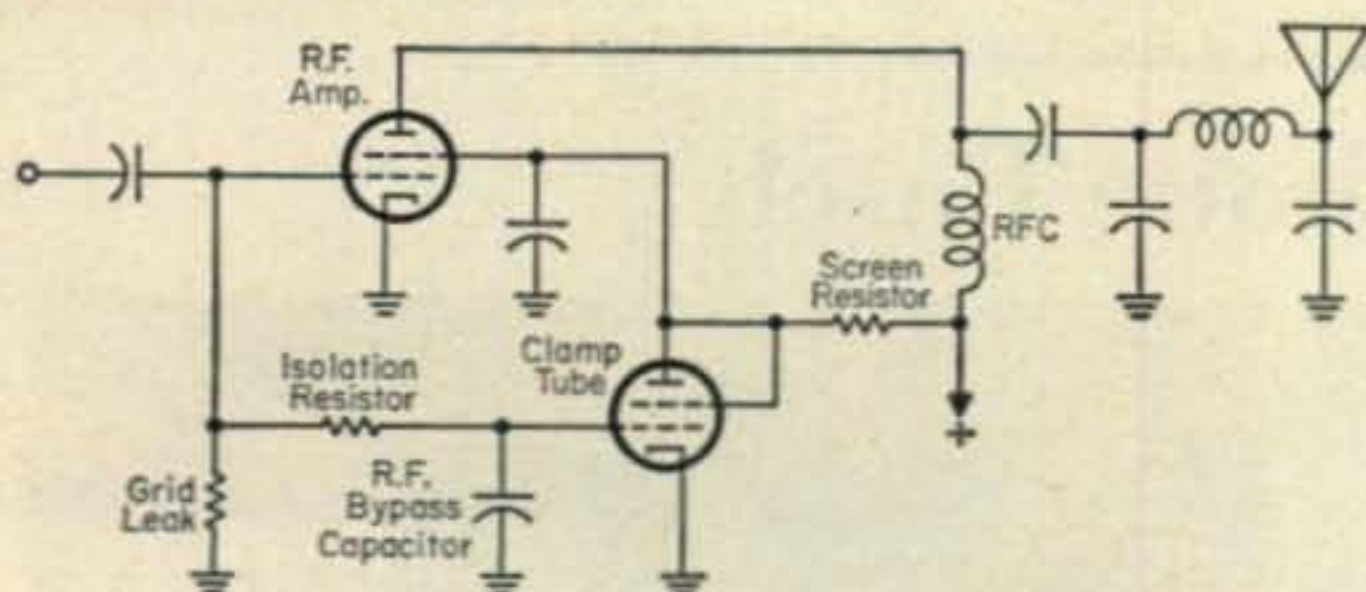 R.F.
Amp.
RFC
Screen
Resistor
Clamp
Tube
Isolation
Resistor
+
Grid
Leak
R.F.
Bypass
Capacitor